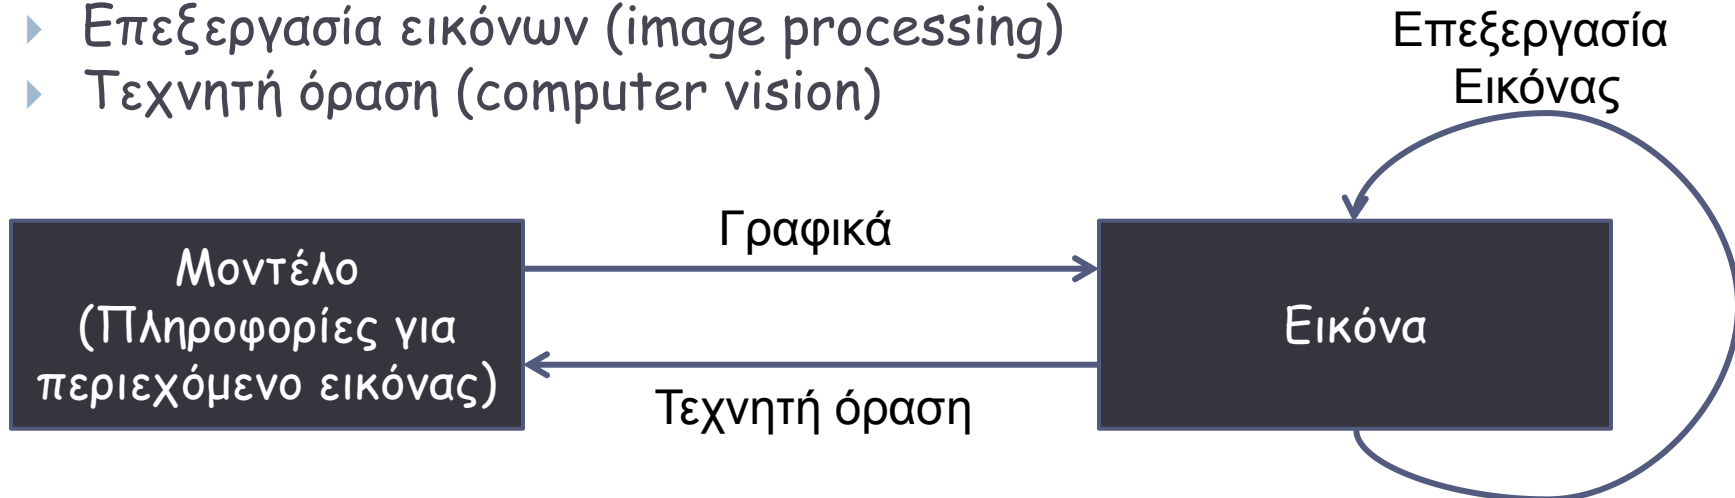 Επεξεργασία εικόνων (image processing)
Τεχνητή όραση (computer vision)
Επεξεργασία
Εικόνας
Γραφικά
Μοντέλο
(Πληροφορίες για
περιεχόμενο εικόνας)
Εικόνα
Τεχνητή όραση